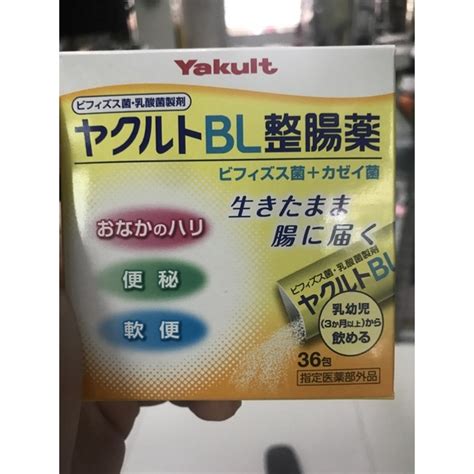 Yakult
ビフィズス菌・乳酸菌製剤
ヤクルトBL整腸薬
ビフィズス菌+カゼイ菌
生きたまま
腸に届く
おなかのハリ
便秘
軟便
ビフィズス菌・乳酸菌製剤
ヤクルトBL
乳幼児
(3か月以上)から
飲める
36包
指定医薬部外品